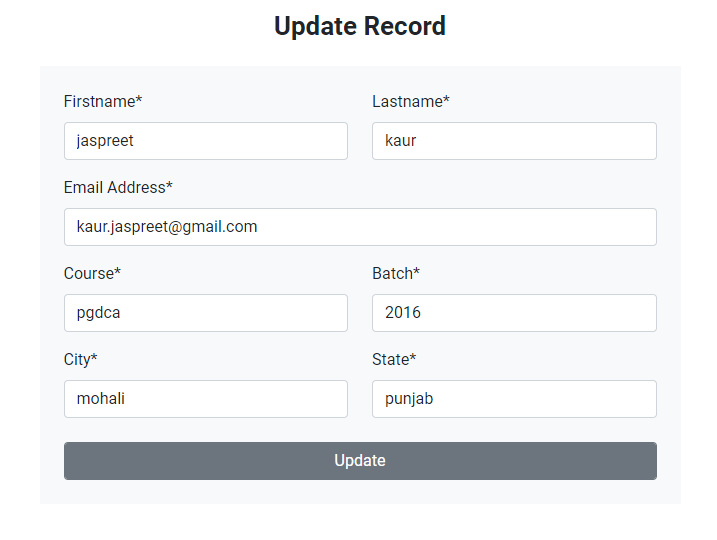 Update Record
Firstname* Lastname*
jaspreet kaur
Email Address*
kaur.jaspreet@gmail.com
Course* Batch*
pgdca 2016
City* State*
mohali punjab
Update